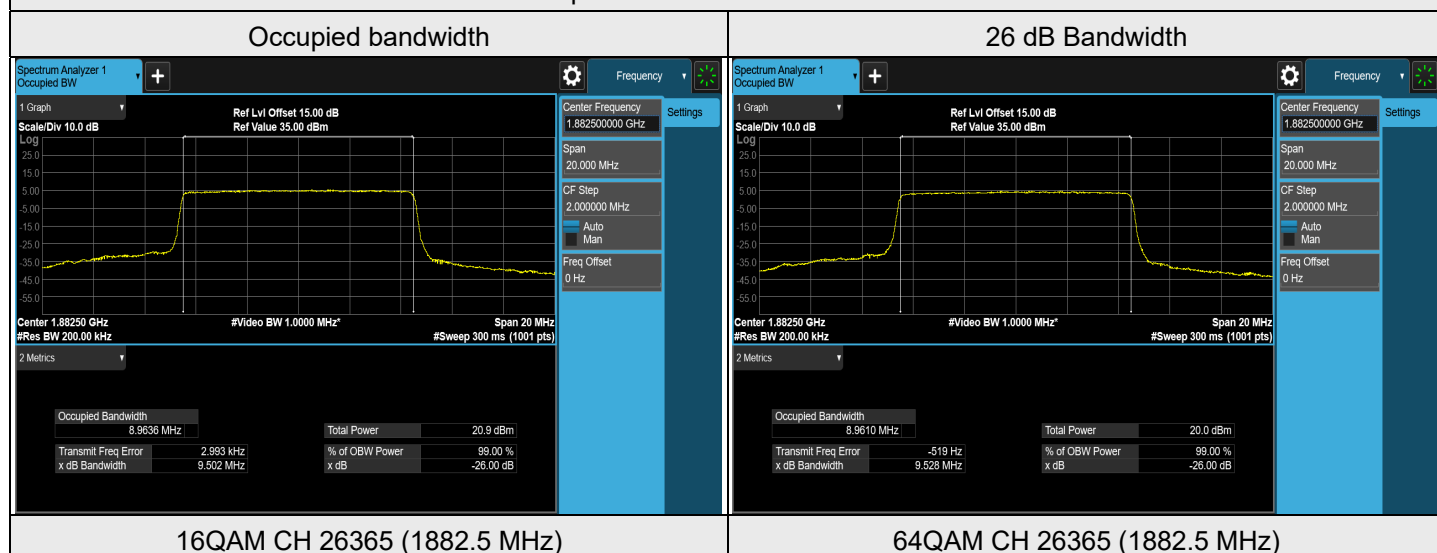 Occupied bandwidth
26 dB Bandwidth
Spectrum Analyzer 1
Occupied BW
+
Frequency
1 Graph
Scale/Div 10.0 dB
Log
Ref Lvl Offset 15.00 dB
Ref Value 35.00 dBm
25.0
15.0
5.00
-5.00
-15.0
-25.0
-35.0
-45.0
-55.0
Center 1.88250 GHz
#Video BW 1.0000 MHz*
Span 20 MHz
#Res BW 200.00 kHz
#Sweep 300 ms (1001 pts)
Center Frequency
1.882500000 GHz
Settings
Span
20.000 MHz
CF Step
2.000000 MHz
Auto
Man
Freq Offset
0 Hz
2 Metrics
Occupied Bandwidth
8.9636 MHz
Total Power 20.9 dBm
Transmit Freq Error 2.993 kHz
% of OBW Power 99.00 %
x dB Bandwidth 9.502 MHz
x dB -26.00 dB
Spectrum Analyzer 1
Occupied BW
+
Frequency
1 Graph
Scale/Div 10.0 dB
Log
Ref Lvl Offset 15.00 dB
Ref Value 35.00 dBm
25.0
15.0
5.00
-5.00
-15.0
-25.0
-35.0
-45.0
-55.0
Center 1.88250 GHz
#Video BW 1.0000 MHz*
Span 20 MHz
#Res BW 200.00 kHz
#Sweep 300 ms (1001 pts)
Center Frequency
1.882500000 GHz
Settings
Span
20.000 MHz
CF Step
2.000000 MHz
Auto
Man
Freq Offset
0 Hz
2 Metrics
Occupied Bandwidth
8.9610 MHz
Total Power 20.0 dBm
Transmit Freq Error -519 Hz
% of OBW Power 99.00 %
x dB Bandwidth 9.528 MHz
x dB -26.00 dB
16QAM CH 26365 (1882.5 MHz)
64QAM CH 26365 (1882.5 MHz)